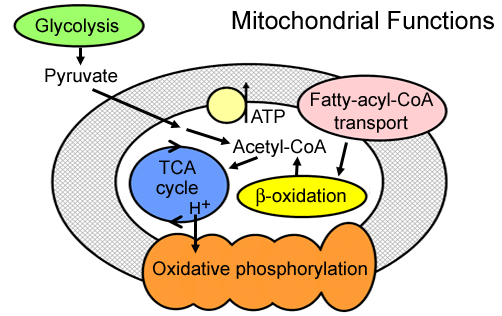 Mitochondrial Functions
Glycolysis
Pyruvate
ATP
Fatty-acyl-CoA
transport
Acetyl-CoA
TCA
cycle
H+
β-oxidation
Oxidative phosphorylation